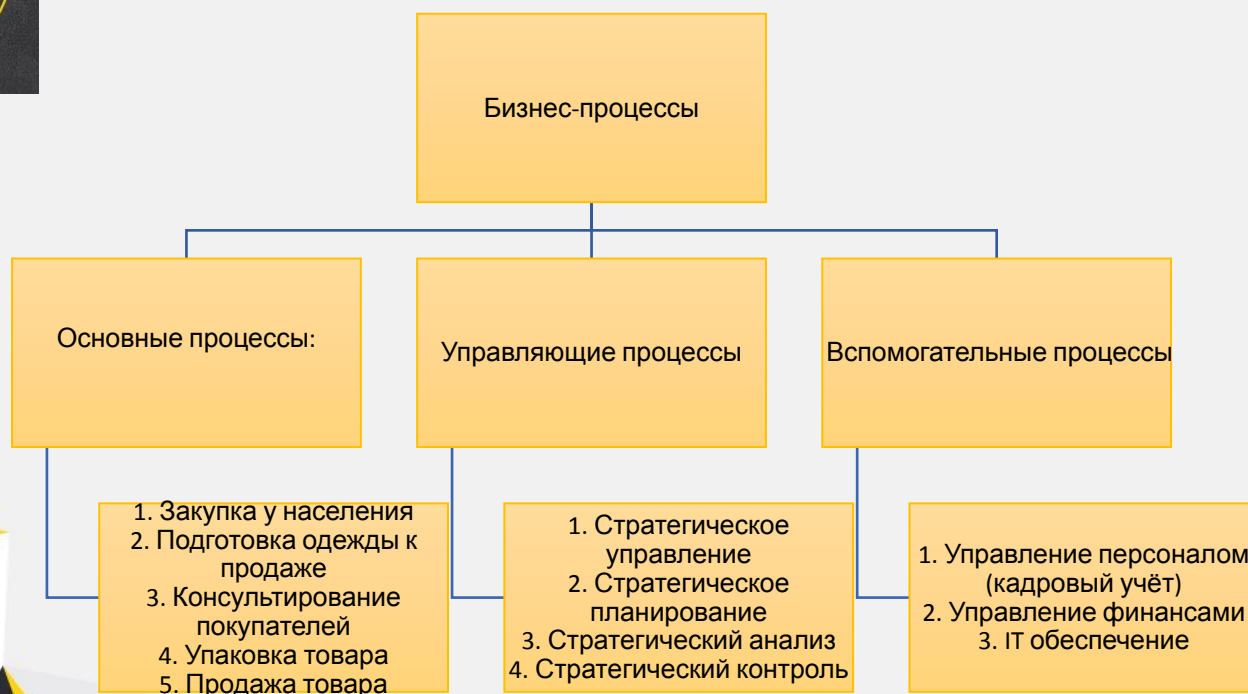 Бизнес-процессы
Основные процессы:
Управляющие процессы
Вспомогательные процессы
1. Закупка у населения
2. Подготовка одежды к
продаже
3. Консультирование
покупателей
4. Упаковка товара
5. Продажа товара
1. Стратегическое
управление
2. Стратегическое
планирование
3. Стратегический анализ
4. Стратегический контроль
1. Управление персоналом
(кадровый учёт)
2. Управление финансами
3. IT обеспечение